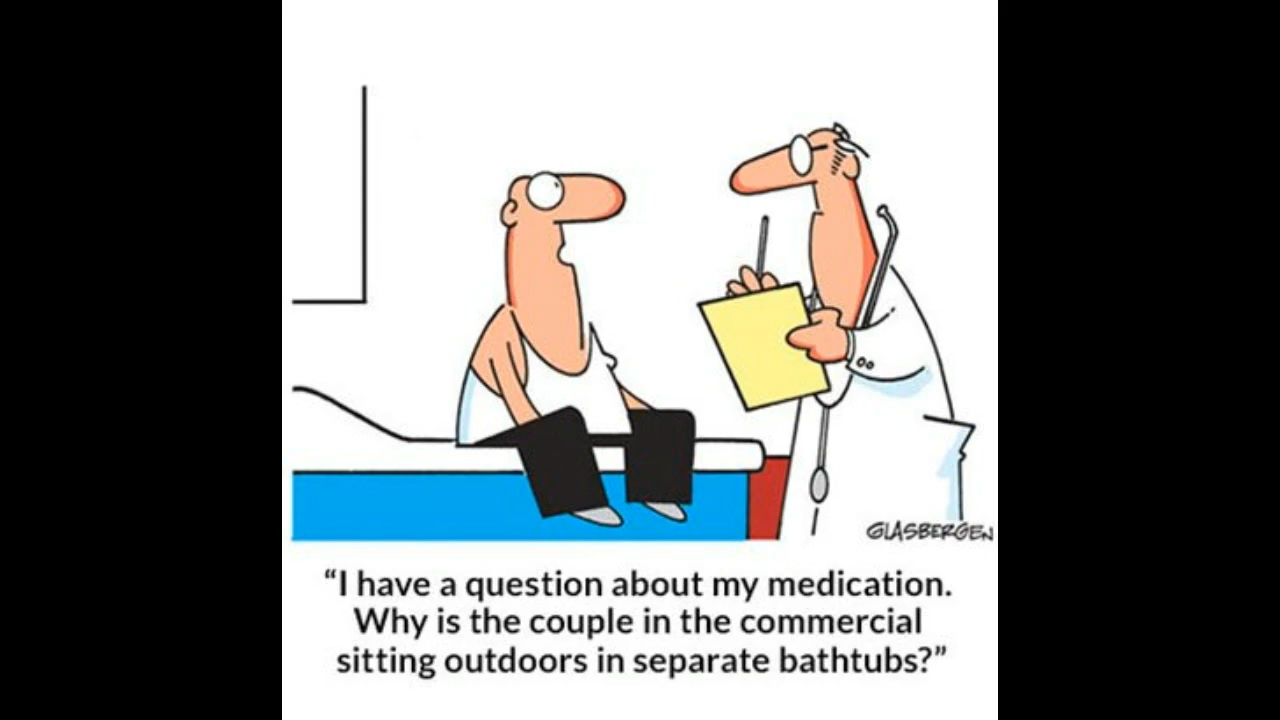 GLASBERGEN
“I have a question about my medication.
Why is the couple in the commercial
sitting outdoors in separate bathtubs?”